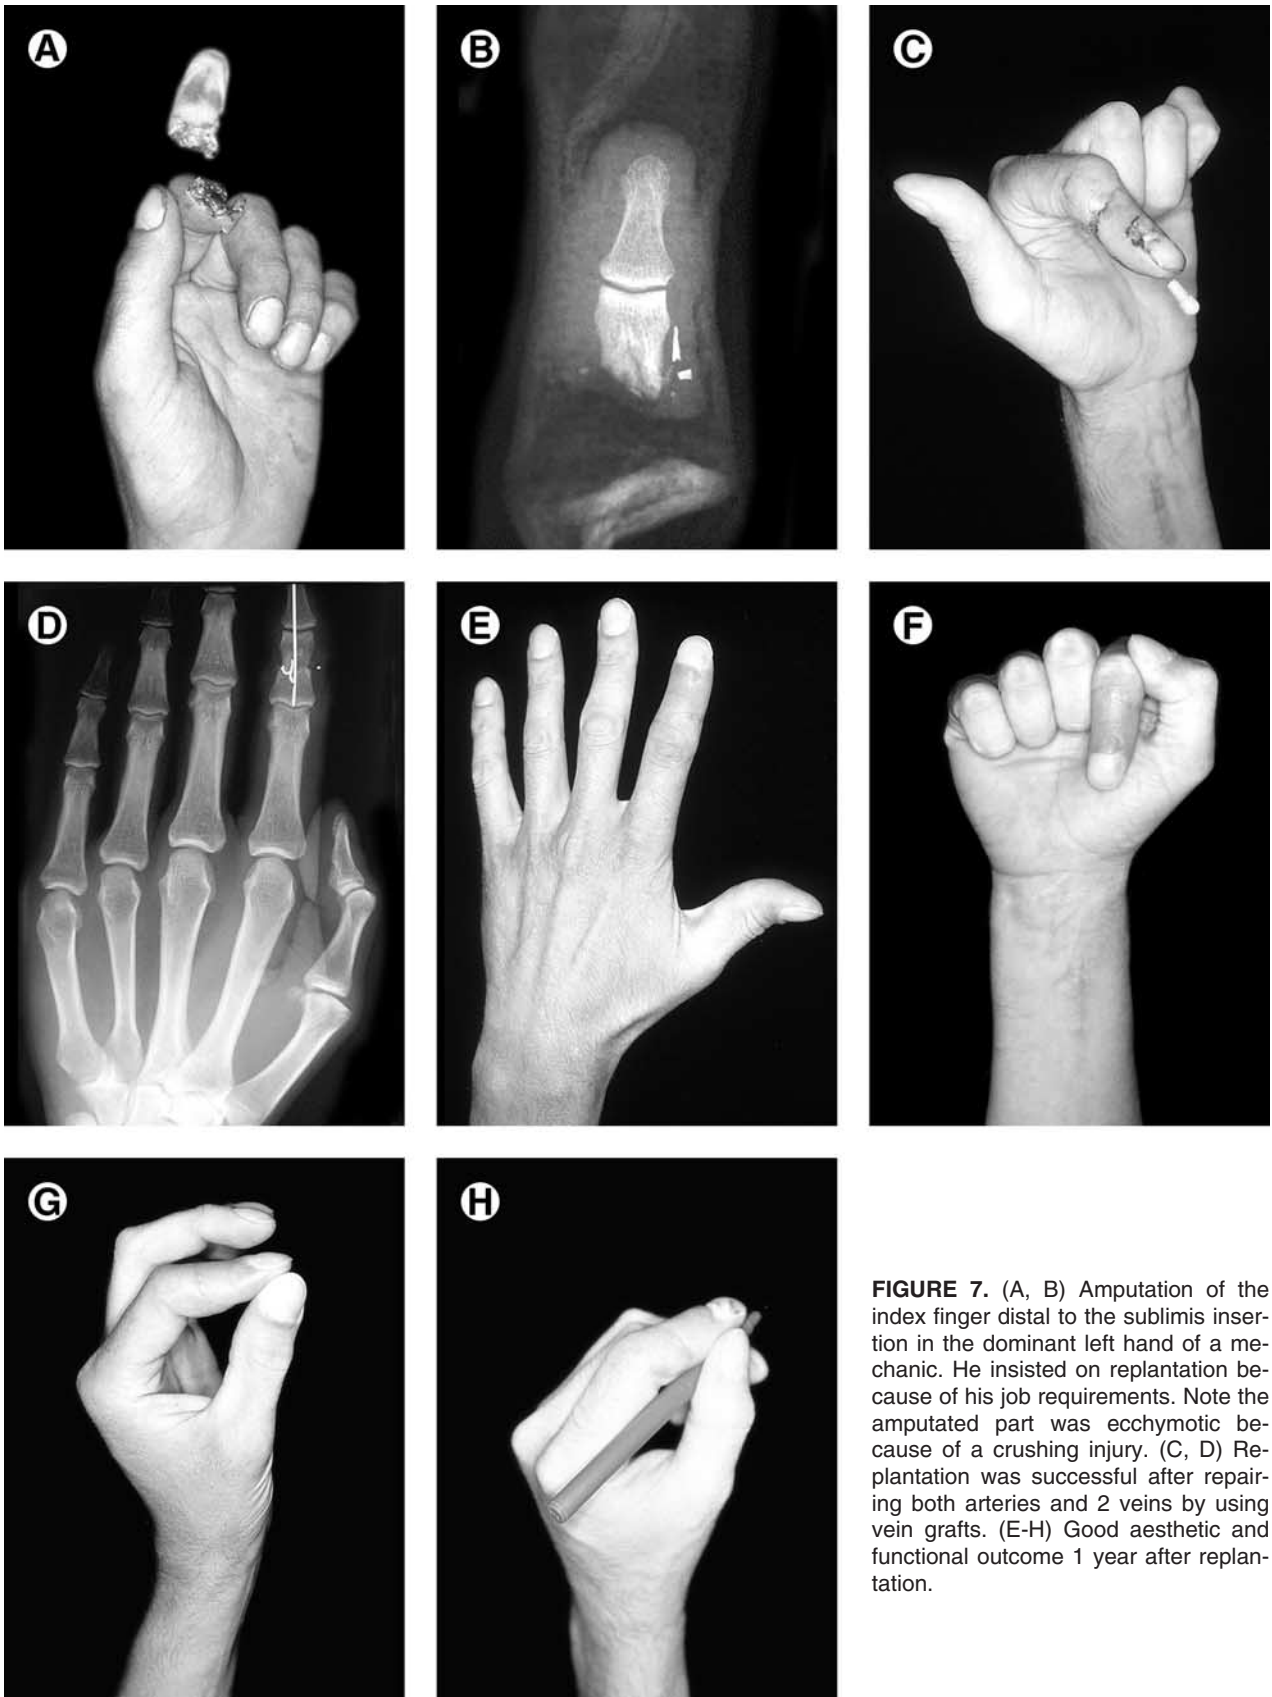 A
B
C
D
E
F
G
H
FIGURE 7. (A, B) Amputation of the
index finger distal to the sublimis inser-
tion in the dominant left hand of a me-
chanic. He insisted on replantation be-
cause of his job requirements. Note the
amputated part was ecchymotic be-
cause of a crushing injury. (C, D) Re-
plantation was successful after repair-
ing both arteries and 2 veins by using
vein grafts. (E-H) Good aesthetic and
functional outcome 1 year after replan-
tation.